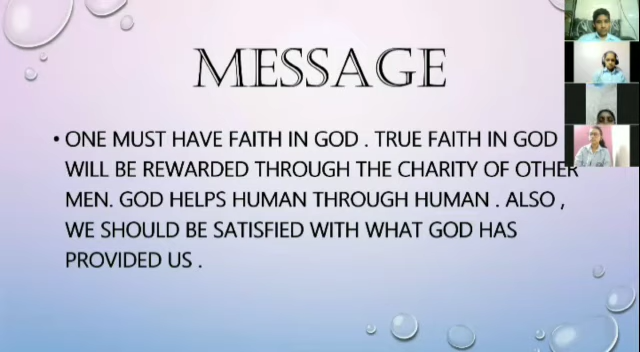 MESSAGE
• ONE MUST HAVE FAITH IN GOD . TRUE FAITH IN GOD
WILL BE REWARDED THROUGH THE CHARITY OF OTHER
MEN. GOD HELPS HUMAN THROUGH HUMAN . ALSO ,
WE SHOULD BE SATISFIED WITH WHAT GOD HAS
PROVIDED US .